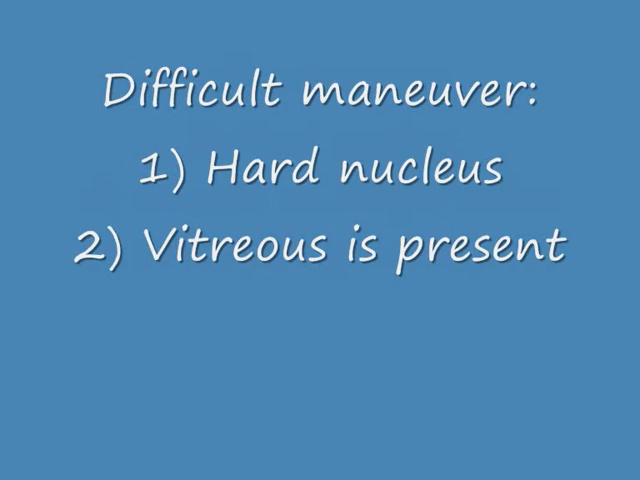 Difficult maneuver:
1) Hard nucleus
2) Vitreous is present